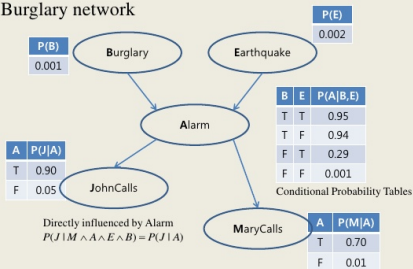 Burglary network
P(B)
0.001
Burglary
Earthquake
P(E)
0.002
Alarm
B E P(A|B,E)
T T 0.95
T F 0.94
F T 0.29
F F 0.001
Conditional Probability Tables
A P(J|A)
T 0.90
F 0.05
JohnCalls
Directly influenced by Alarm
P(J | M ∧ A ∧ E ∧ B) = P(J | A)
MaryCalls
A P(M|A)
T 0.70
F 0.01